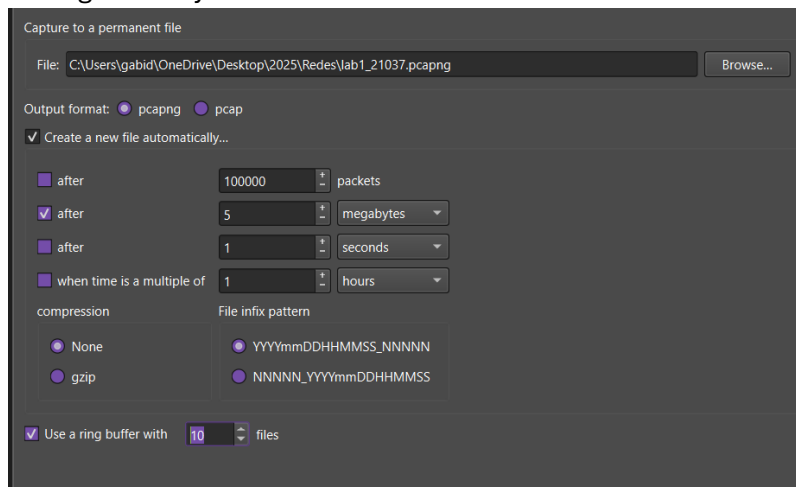 Capture to a permanent file
File: C:\Users\gabid\OneDrive\Desktop\2025\Redes\lab1_21037.pcapng Browse...
Output format: pcapng pcap
Create a new file automatically...
after 100000 packets
after 5 megabytes
after 1 seconds
when time is a multiple of 1 hours
compression File infix pattern
None YYYYmmDDHHMMSS_NNNNN
gzip NNNNN_YYYYmmDDHHMMSS
Use a ring buffer with 10 files